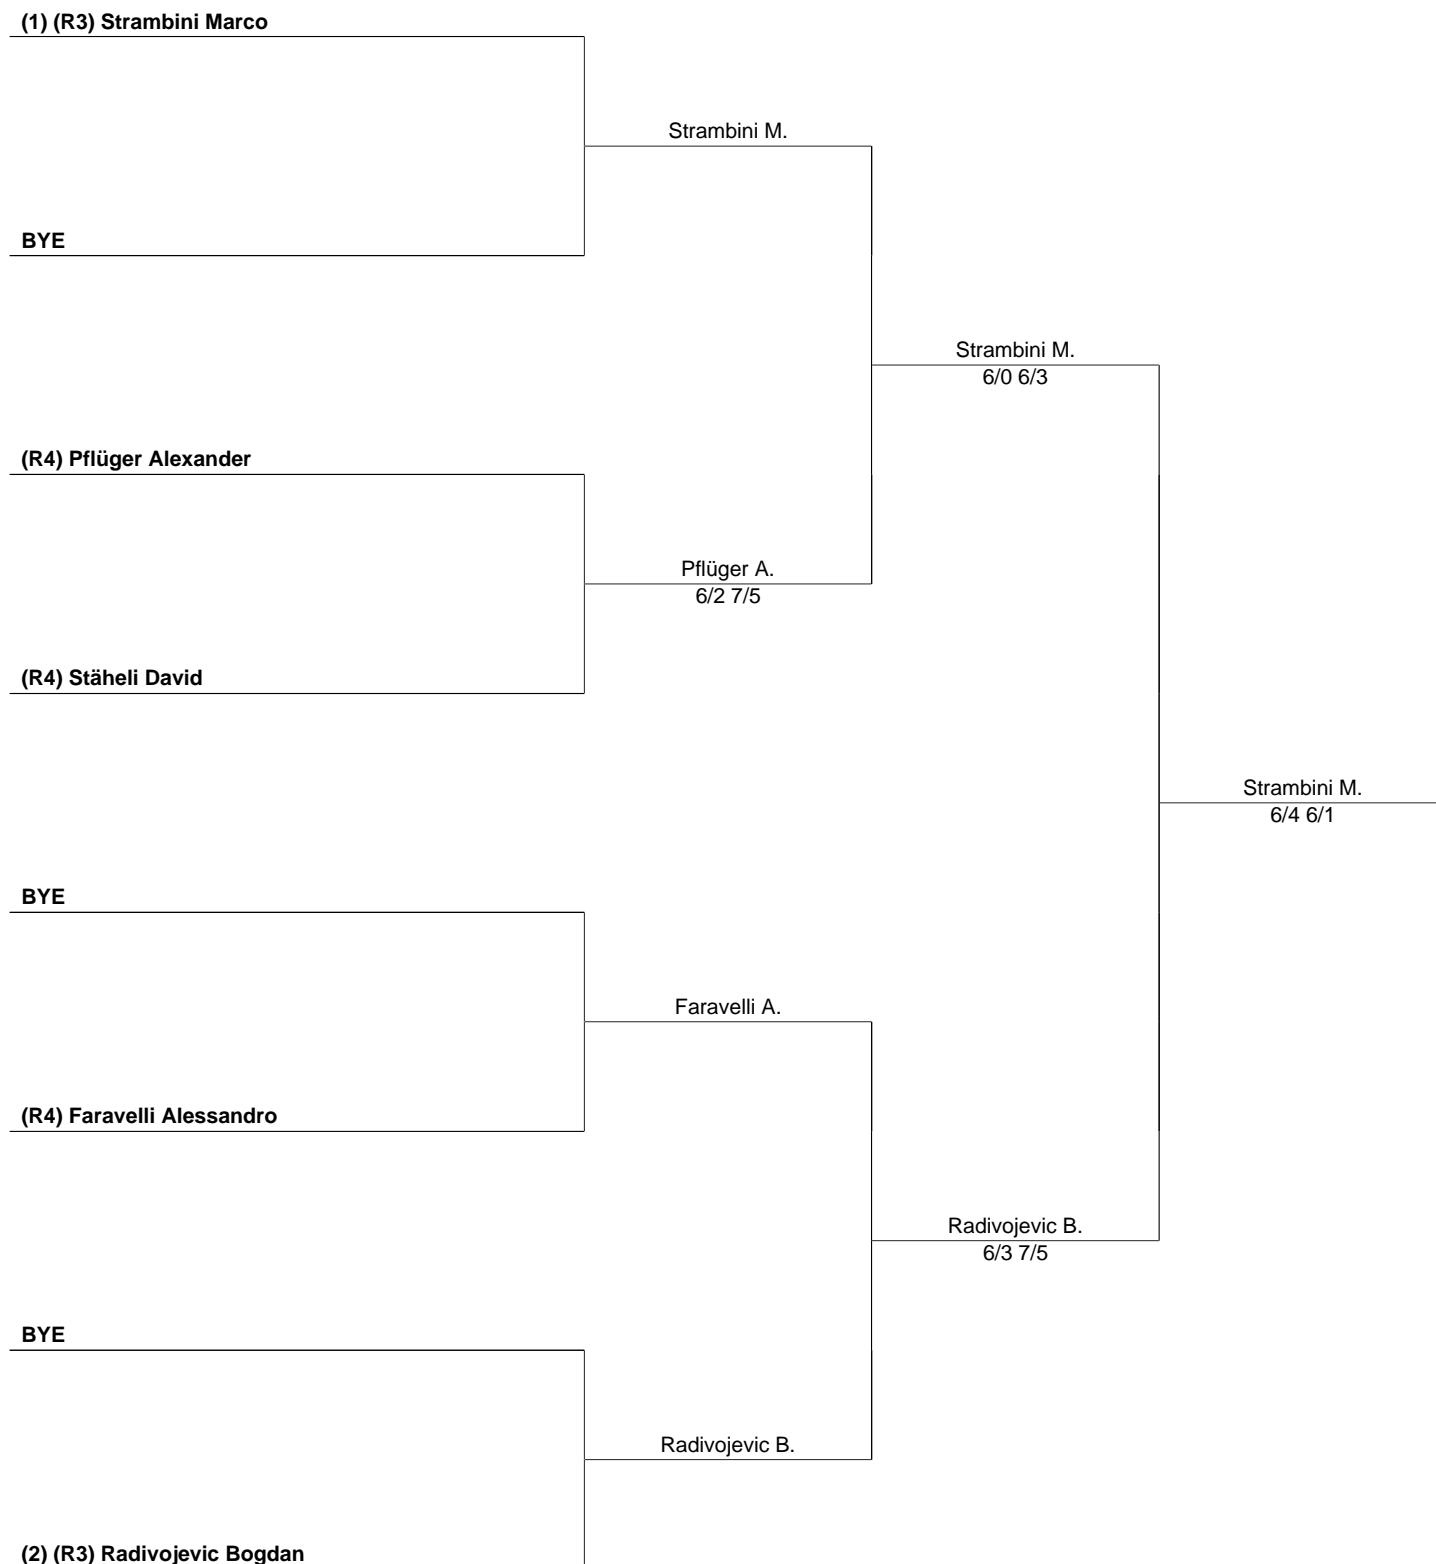 (1) (R3) Strambini Marco
Strambini M.
BYE
Strambini M.
6/0 6/3
(R4) Pflüger Alexander
Pflüger A.
6/2 7/5
(R4) Stäheli David
Strambini M.
6/4 6/1
BYE
Faravelli A.
(R4) Faravelli Alessandro
Radivojevic B.
6/3 7/5
BYE
Radivojevic B.
(2) (R3) Radivojevic Bogdan